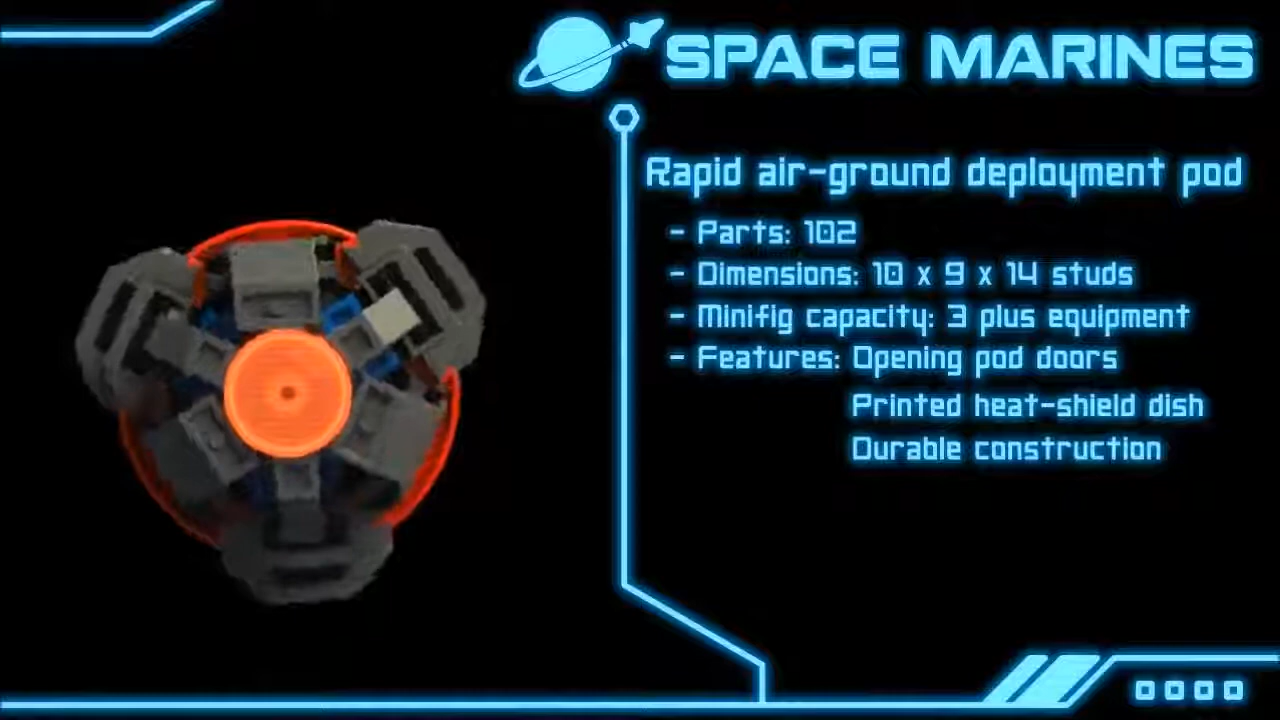 SPACE MARINES
Rapid air-ground deployment pod
- Parts: 102
- Dimensions: 10 x 9 x 14 studs
- Minifig capacity: 3 plus equipment
- Features: Opening pod doors
Printed heat-shield dish
Durable construction